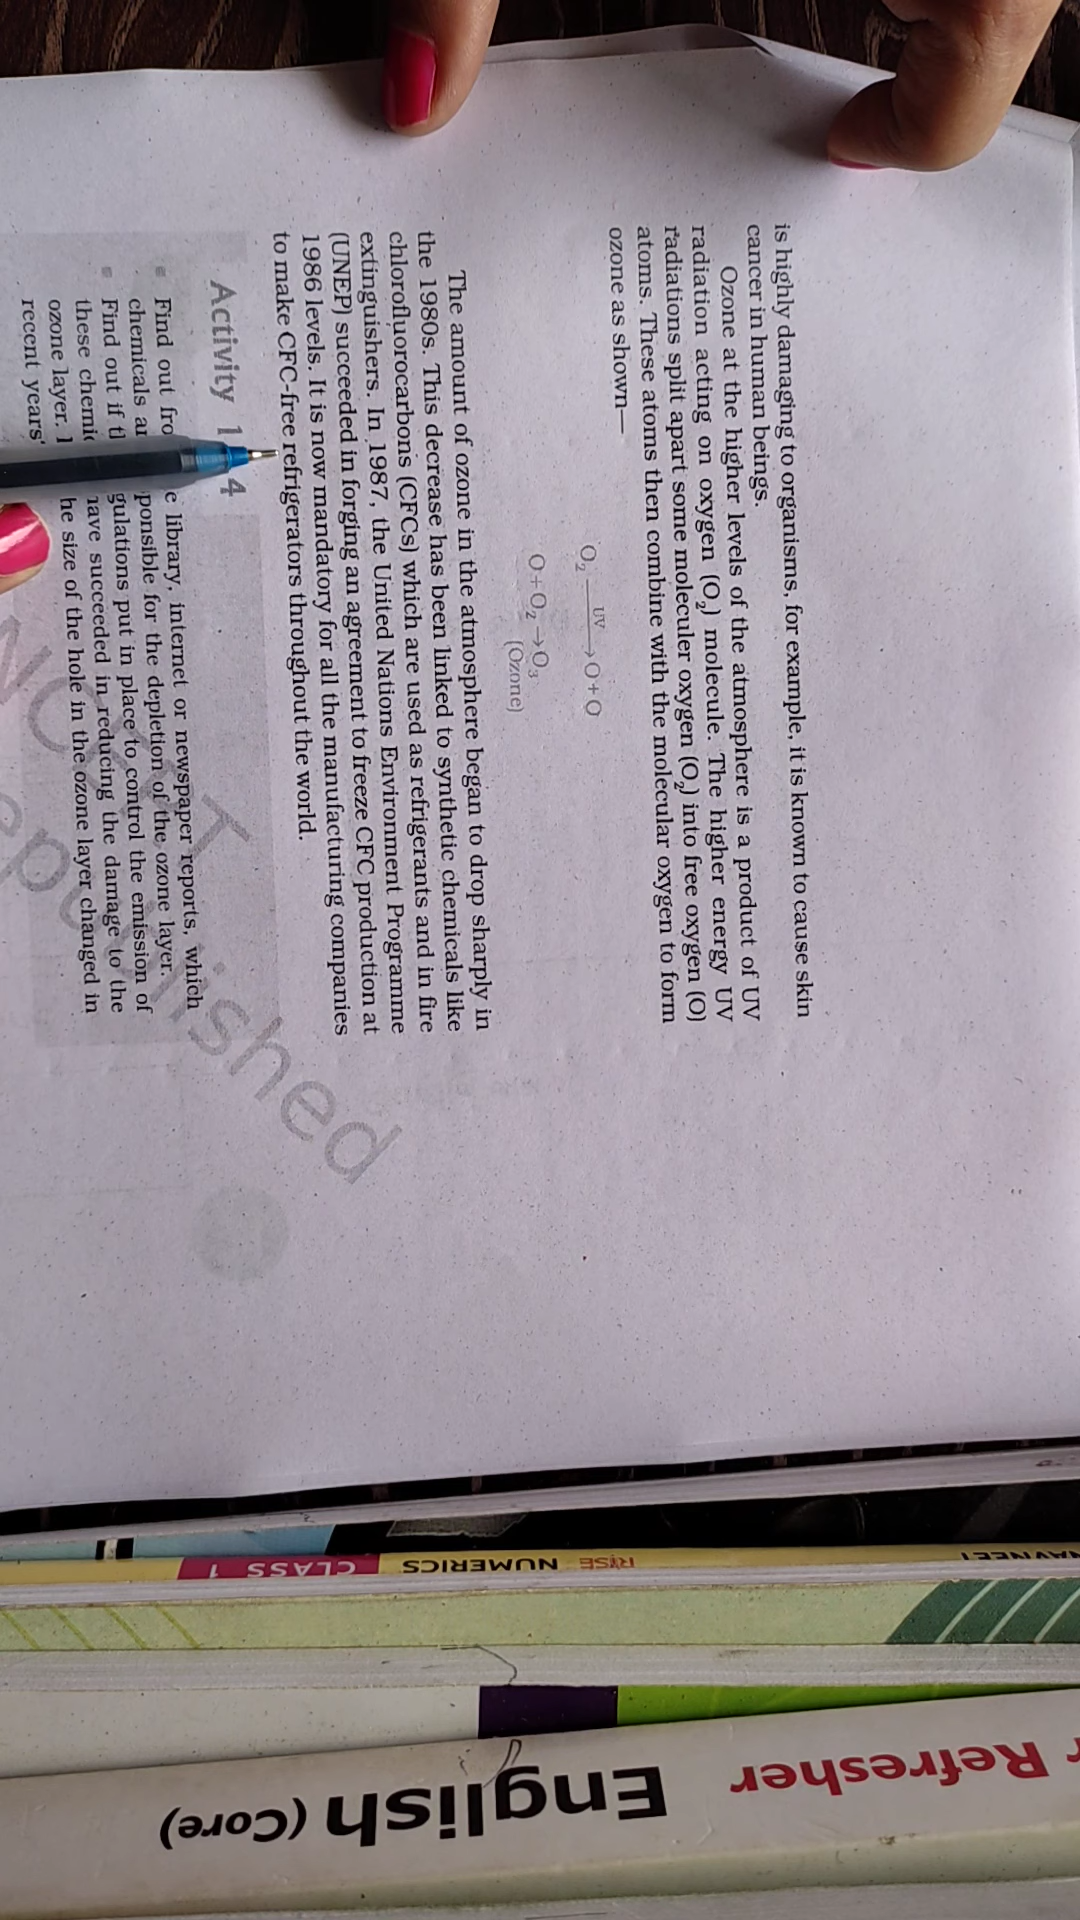 is highly damaging to organisms, for example, it is known to cause skin
cancer in human beings.
Ozone at the higher levels of the atmosphere is a product of UV
radiation acting on oxygen (O₂) molecule. The higher energy UV
radiations split apart some moleculer oxygen (O₂) into free oxygen (O)
atoms. These atoms then combine with the molecular oxygen to form
ozone as shown—
O₂ —UV→ O+O
O+O₂ →O₃
(Ozone)
The amount of ozone in the atmosphere began to drop sharply in
the 1980s. This decrease has been linked to synthetic chemicals like
chlorofluorocarbons (CFCs) which are used as refrigerants and in fire
extinguishers. In 1987, the United Nations Environment Programme
(UNEP) succeeded in forging an agreement to freeze CFC production at
1986 levels. It is now mandatory for all the manufacturing companies
to make CFC-free refrigerators throughout the world.
Activity 1 4
Find out library, internet or newspaper reports, which
chemicals for the depletion of the ozone layer.
Find out if put in place to control the emission of
these have succeeded in reducing the damage to the
ozone layer. size of the hole in the ozone layer changed in
recent years
NCERT
published
NAVNEET
RISE NUMERICS CLASS 1
Refresher
English (Core)